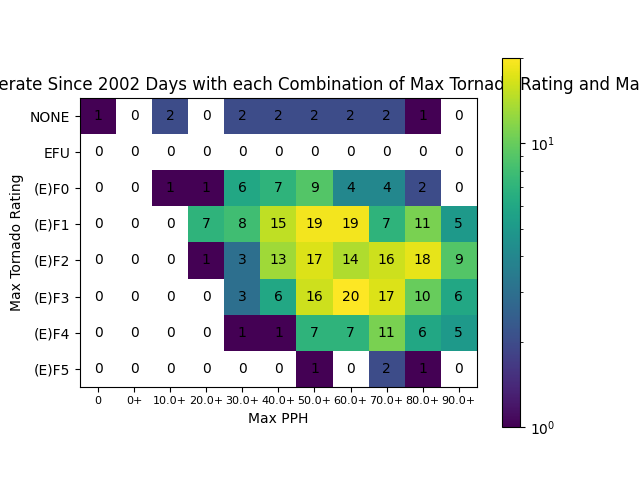 erate Since 2002 Days with each Combination of Max Tornado Rating and Ma
NONE 1 0 2 0 2 2 2 2 2 1 0
EFU 0 0 0 0 0 0 0 0 0 0 0
(E)F0 0 0 1 1 6 7 9 4 4 2 0
(E)F1 0 0 0 7 8 15 19 19 7 11 5
(E)F2 0 0 0 1 3 13 17 14 16 18 9
(E)F3 0 0 0 0 3 6 16 20 17 10 6
(E)F4 0 0 0 0 1 1 7 7 11 6 5
(E)F5 0 0 0 0 0 0 1 0 2 1 0
0 0+ 10.0+ 20.0+ 30.0+ 40.0+ 50.0+ 60.0+ 70.0+ 80.0+ 90.0+
Max PPH
Max Tornado Rating
10^1
10^0